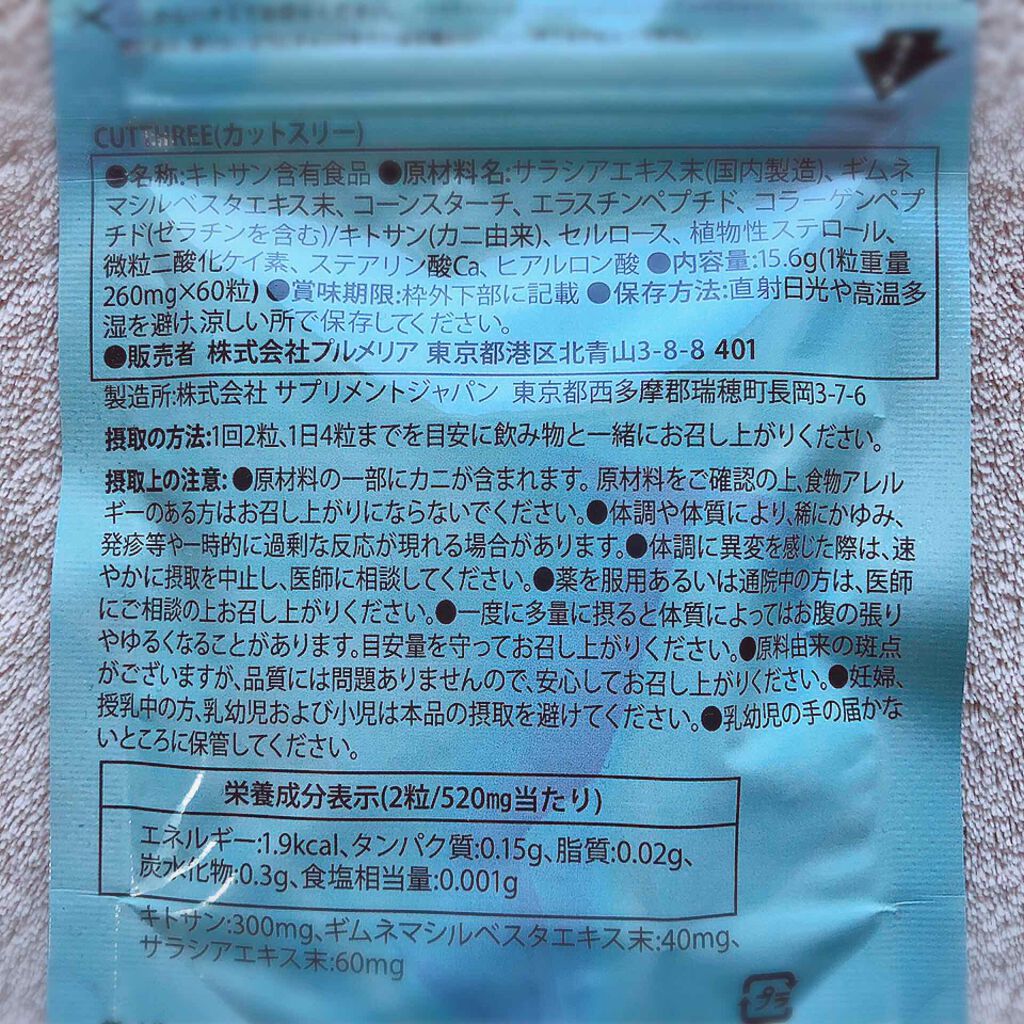 CUTTHREE(カットスリー)
●名称:キトサン含有食品 ●原材料名:サラシアエキス末(国内製造)、ギムネ
マシルベスタエキス末、コーンスターチ、エラスチンペプチド、コラーゲンペプ
チド(ゼラチンを含む)/キトサン(カニ由来)、セルロース、植物性ステロール、
微粒二酸化ケイ素、ステアリン酸Ca、ヒアルロン酸 ●内容量:15.6g(1粒重量
260mg×60粒) ●賞味期限:枠外下部に記載 ●保存方法:直射日光や高温多
湿を避け、涼しい所で保存してください。
●販売者 株式会社プルメリア 東京都港区北青山3-8-8 401
製造所:株式会社 サプリメントジャパン 東京都西多摩郡瑞穂町長岡3-7-6
摂取の方法:1回2粒、1日4粒までを目安に飲み物と一緒にお召し上がりください。
摂取上の注意:●原材料の一部にカニが含まれます。原材料をご確認の上、食物アレル
ギーのある方はお召し上がりにならないでください。●体調や体質により、稀にかゆみ、
発疹等や一時的に過剰な反応が現れる場合があります。●体調に異変を感じた際は、速
やかに摂取を中止し、医師に相談してください。●薬を服用あるいは通院中の方は、医師
にご相談の上お召し上がりください。●一度に多量に摂ると体質によってはお腹の張り
やゆるくなることがあります。目安量を守ってお召し上がりください。●原料由来の斑点
がございますが、品質には問題ありませんので、安心してお召し上がりください。●妊婦、
授乳中の方、乳幼児および小児は本品の摂取を避けてください。●乳幼児の手の届かな
いところに保管してください。
栄養成分表示(2粒/520mg当たり)
エネルギー:1.9kcal、タンパク質:0.15g、脂質:0.02g、
炭水化物:0.3g、食塩相当量:0.001g
キトサン:300mg、ギムネマシルベスタエキス末:40mg、
サラシアエキス末:60mg
プラ